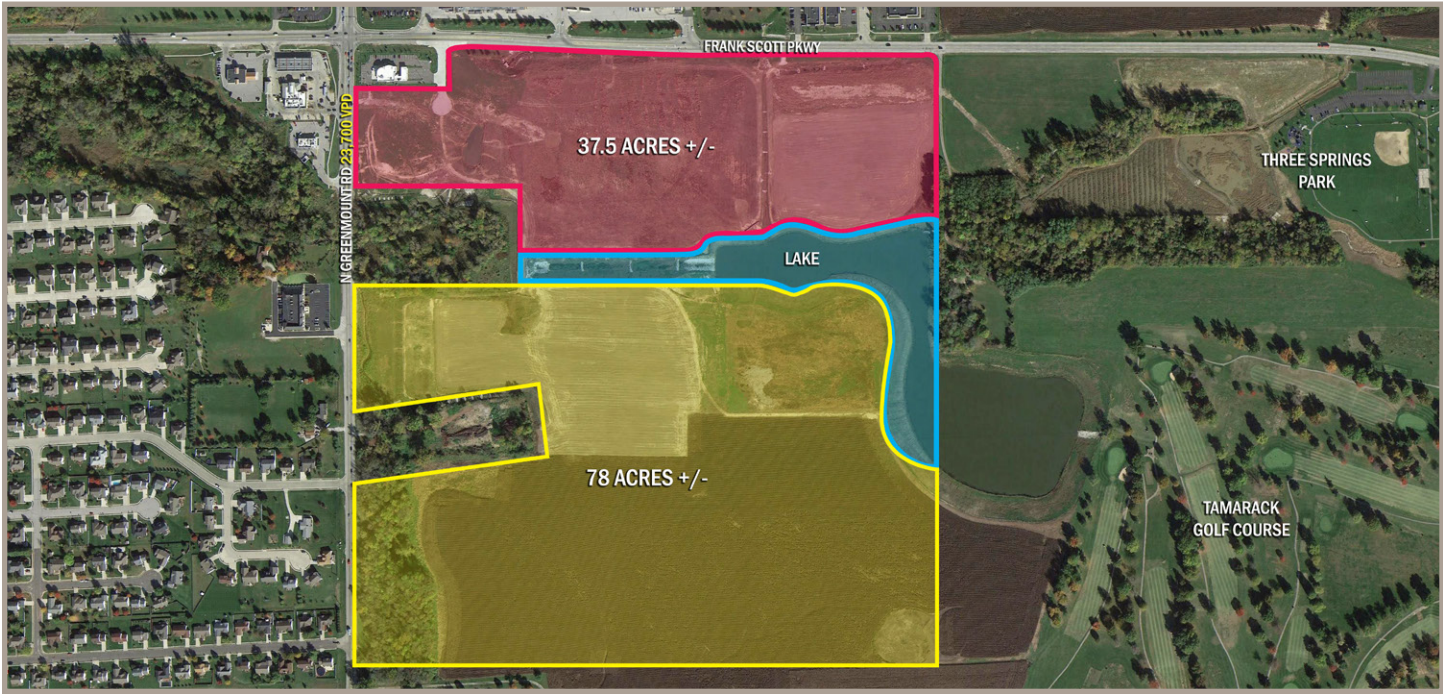 FRANK SCOTT PKWY
N GREENMOUNT RD 23,700 VPD
37.5 ACRES +/-
THREE SPRINGS
PARK
LAKE
78 ACRES +/-
TAMARACK
GOLF COURSE